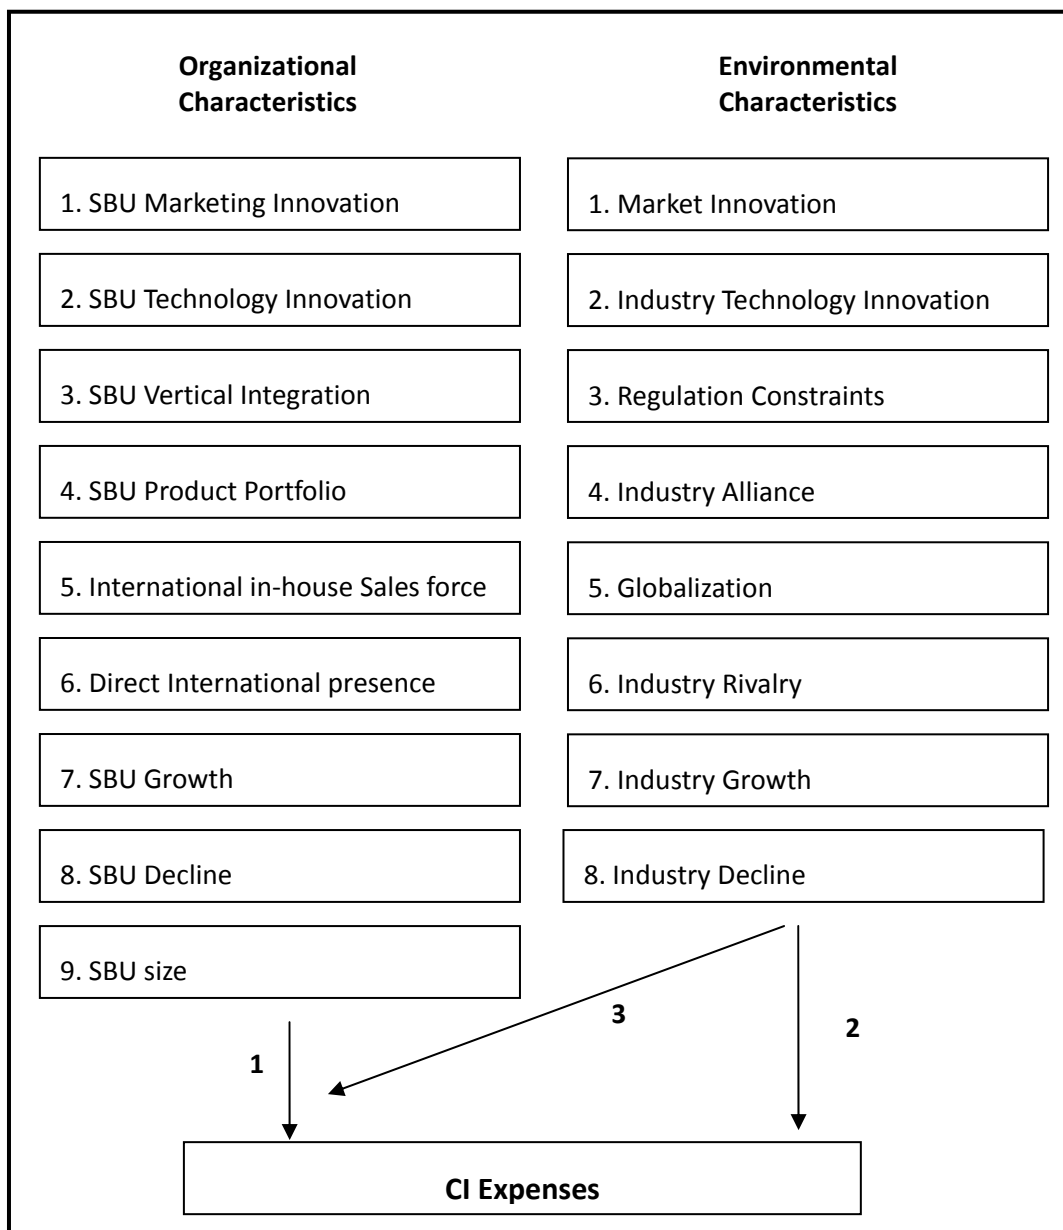 Organizational
Characteristics
1. SBU Marketing Innovation
2. SBU Technology Innovation
3. SBU Vertical Integration
4. SBU Product Portfolio
5. International in-house Sales force
6. Direct International presence
7. SBU Growth
8. SBU Decline
9. SBU size
Environmental
Characteristics
1. Market Innovation
2. Industry Technology Innovation
3. Regulation Constraints
4. Industry Alliance
5. Globalization
6. Industry Rivalry
7. Industry Growth
8. Industry Decline
1
3
2
CI Expenses